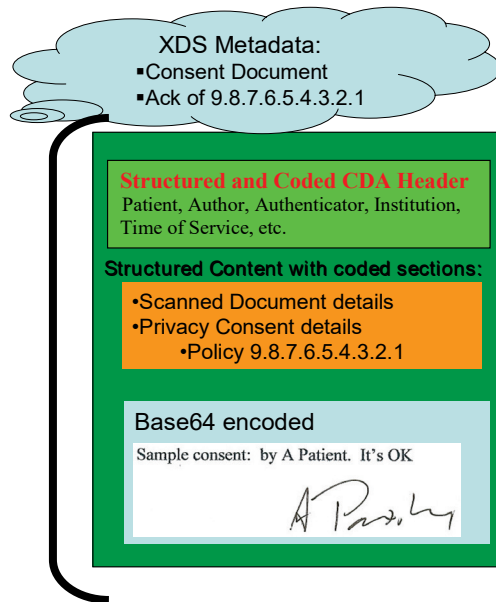 XDS Metadata:
▪Consent Document
▪Ack of 9.8.7.6.5.4.3.2.1
Structured and Coded CDA Header
Patient, Author, Authenticator, Institution,
Time of Service, etc.
Structured Content with coded sections:
•Scanned Document details
•Privacy Consent details
•Policy 9.8.7.6.5.4.3.2.1
Base64 encoded
Sample consent: by A Patient. It's OK